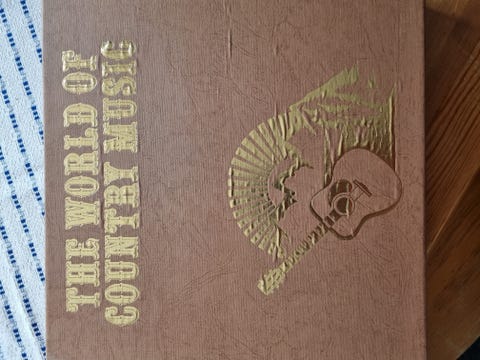 THE WORLD OF
COUNTRY MUSIC